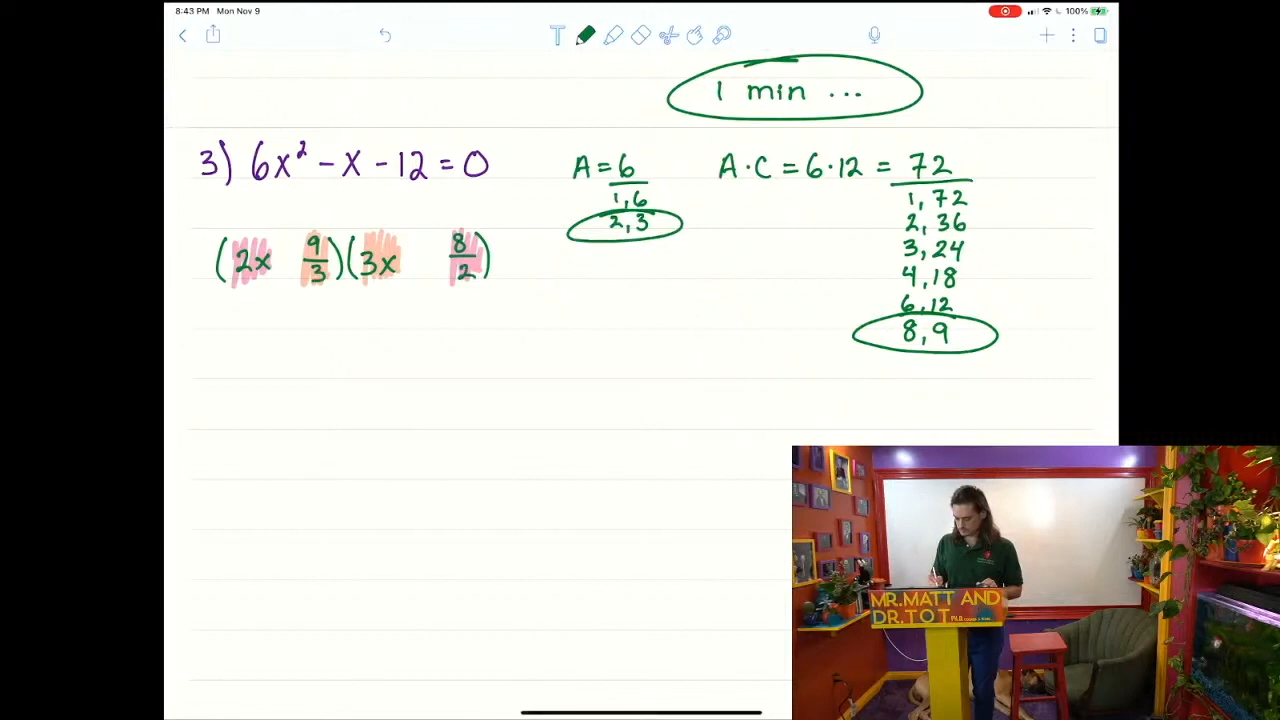 8:43 PM Mon Nov 9
100%
1 min ...
3) 6x² - x - 12 = 0
A = 6
1, 6
2, 3
A · C = 6 · 12 = 72
1, 72
2, 36
3, 24
4, 18
6, 12
8, 9
(2x 9/3)(3x 8/2)
MR. MATT AND
DR. TOT Ph.D.